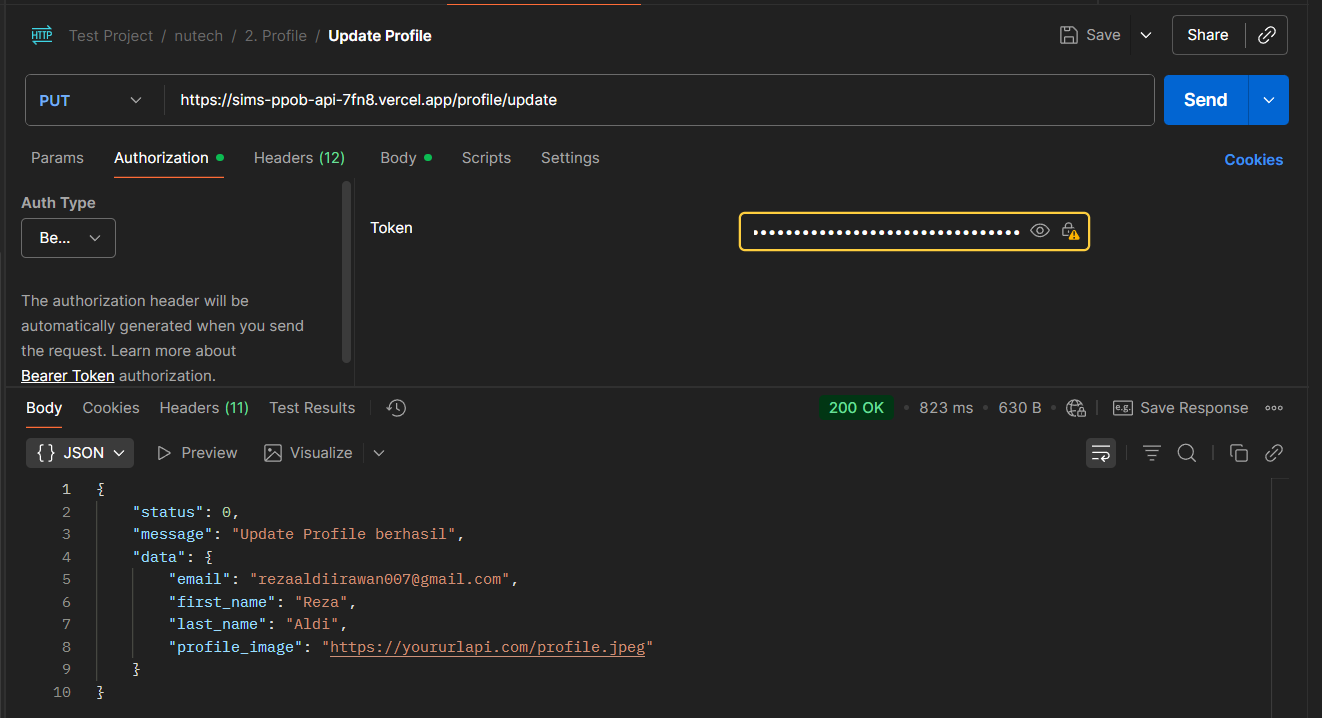 HTTP Test Project / nutech / 2. Profile / Update Profile Save Share
PUT https://sims-ppob-api-7fn8.vercel.app/profile/update Send
Params Authorization Headers (12) Body Scripts Settings Cookies
Auth Type
Be...
Token
The authorization header will be
automatically generated when you send
the request. Learn more about
Bearer Token authorization.
Body Cookies Headers (11) Test Results 200 OK 823 ms 630 B e.g. Save Response
{} JSON Preview Visualize
1 {
2 "status": 0,
3 "message": "Update Profile berhasil",
4 "data": {
5 "email": "rezaaldiirawan007@gmail.com",
6 "first_name": "Reza",
7 "last_name": "Aldi",
8 "profile_image": "https://yoururlapi.com/profile.jpeg"
9 }
10 }